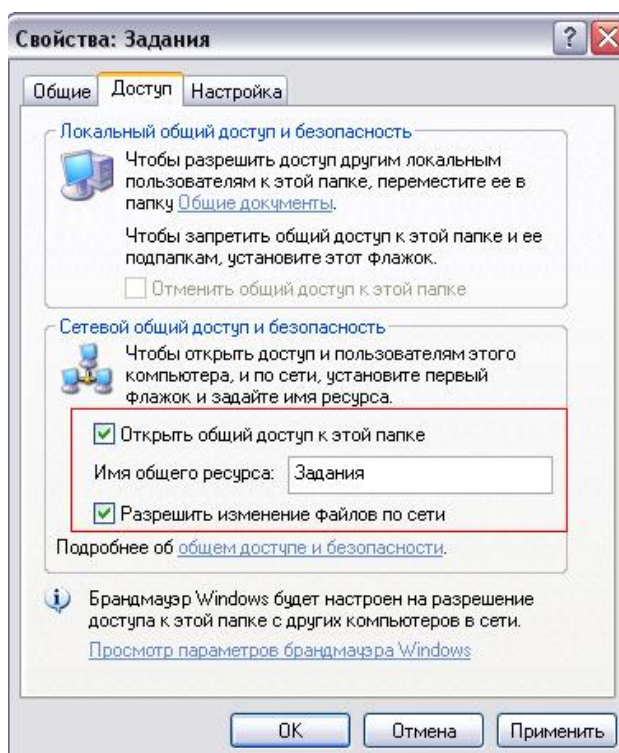 Свойства: Задания
Общие Доступ Настройка
Локальный общий доступ и безопасность
Чтобы разрешить доступ другим локальным
пользователям к этой папке, переместите ее в
папку Общие документы.
Чтобы запретить общий доступ к этой папке и ее
подпапкам, установите этот флажок.
Отменить общий доступ к этой папке
Сетевой общий доступ и безопасность
Чтобы открыть доступ и пользователям этого
компьютера, и по сети, установите первый
флажок и задайте имя ресурса.
Открыть общий доступ к этой папке
Имя общего ресурса: Задания
Разрешить изменение файлов по сети
Подробнее об общем доступе и безопасности.
Брандмауэр Windows будет настроен на разрешение
доступа к этой папке с других компьютеров в сети.
Просмотр параметров брандмауэра Windows
OK Отмена Применить